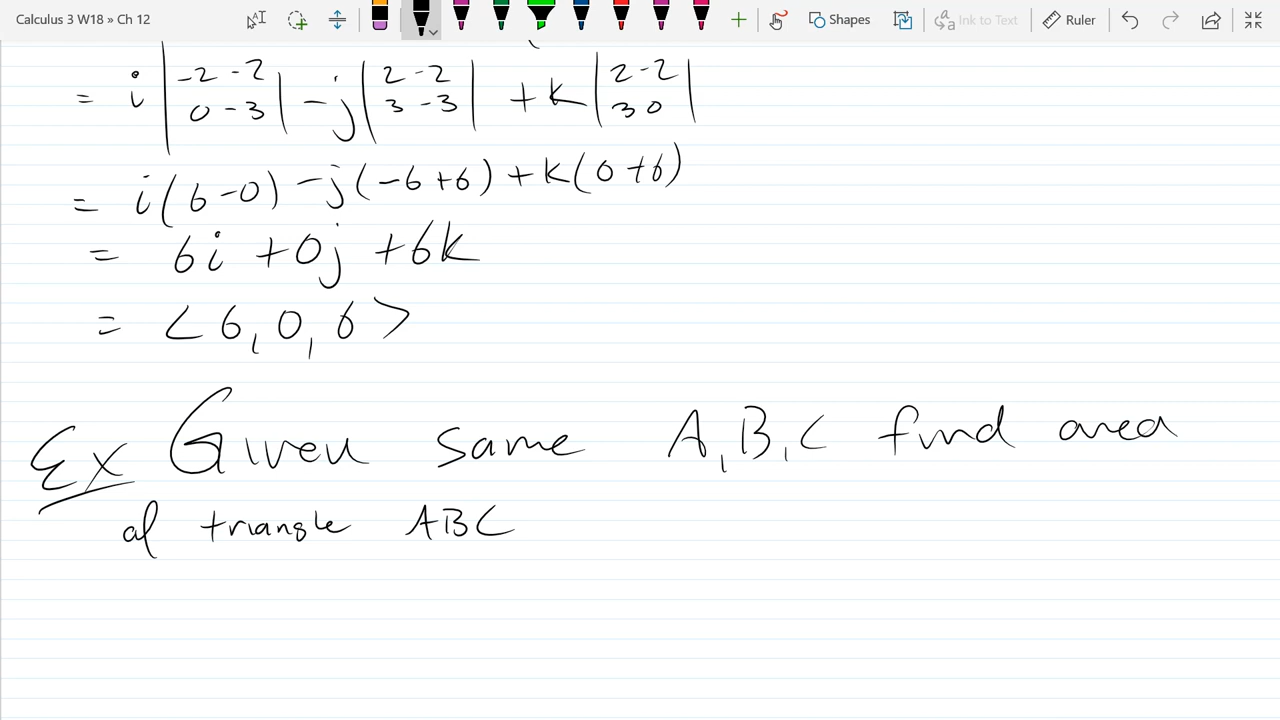 Calculus 3 W18 » Ch 12
Ink to Text
Shapes
Ruler
= i |-2 -2| - j |2 -2| + k |2 -2|
|0 -3| |3 -3| |3 0|
= i(6-0) - j(-6+6) + k(0+6)
= 6i + 0j + 6k
= <6, 0, 6>
Ex Given same A, B, C find area
of triangle ABC